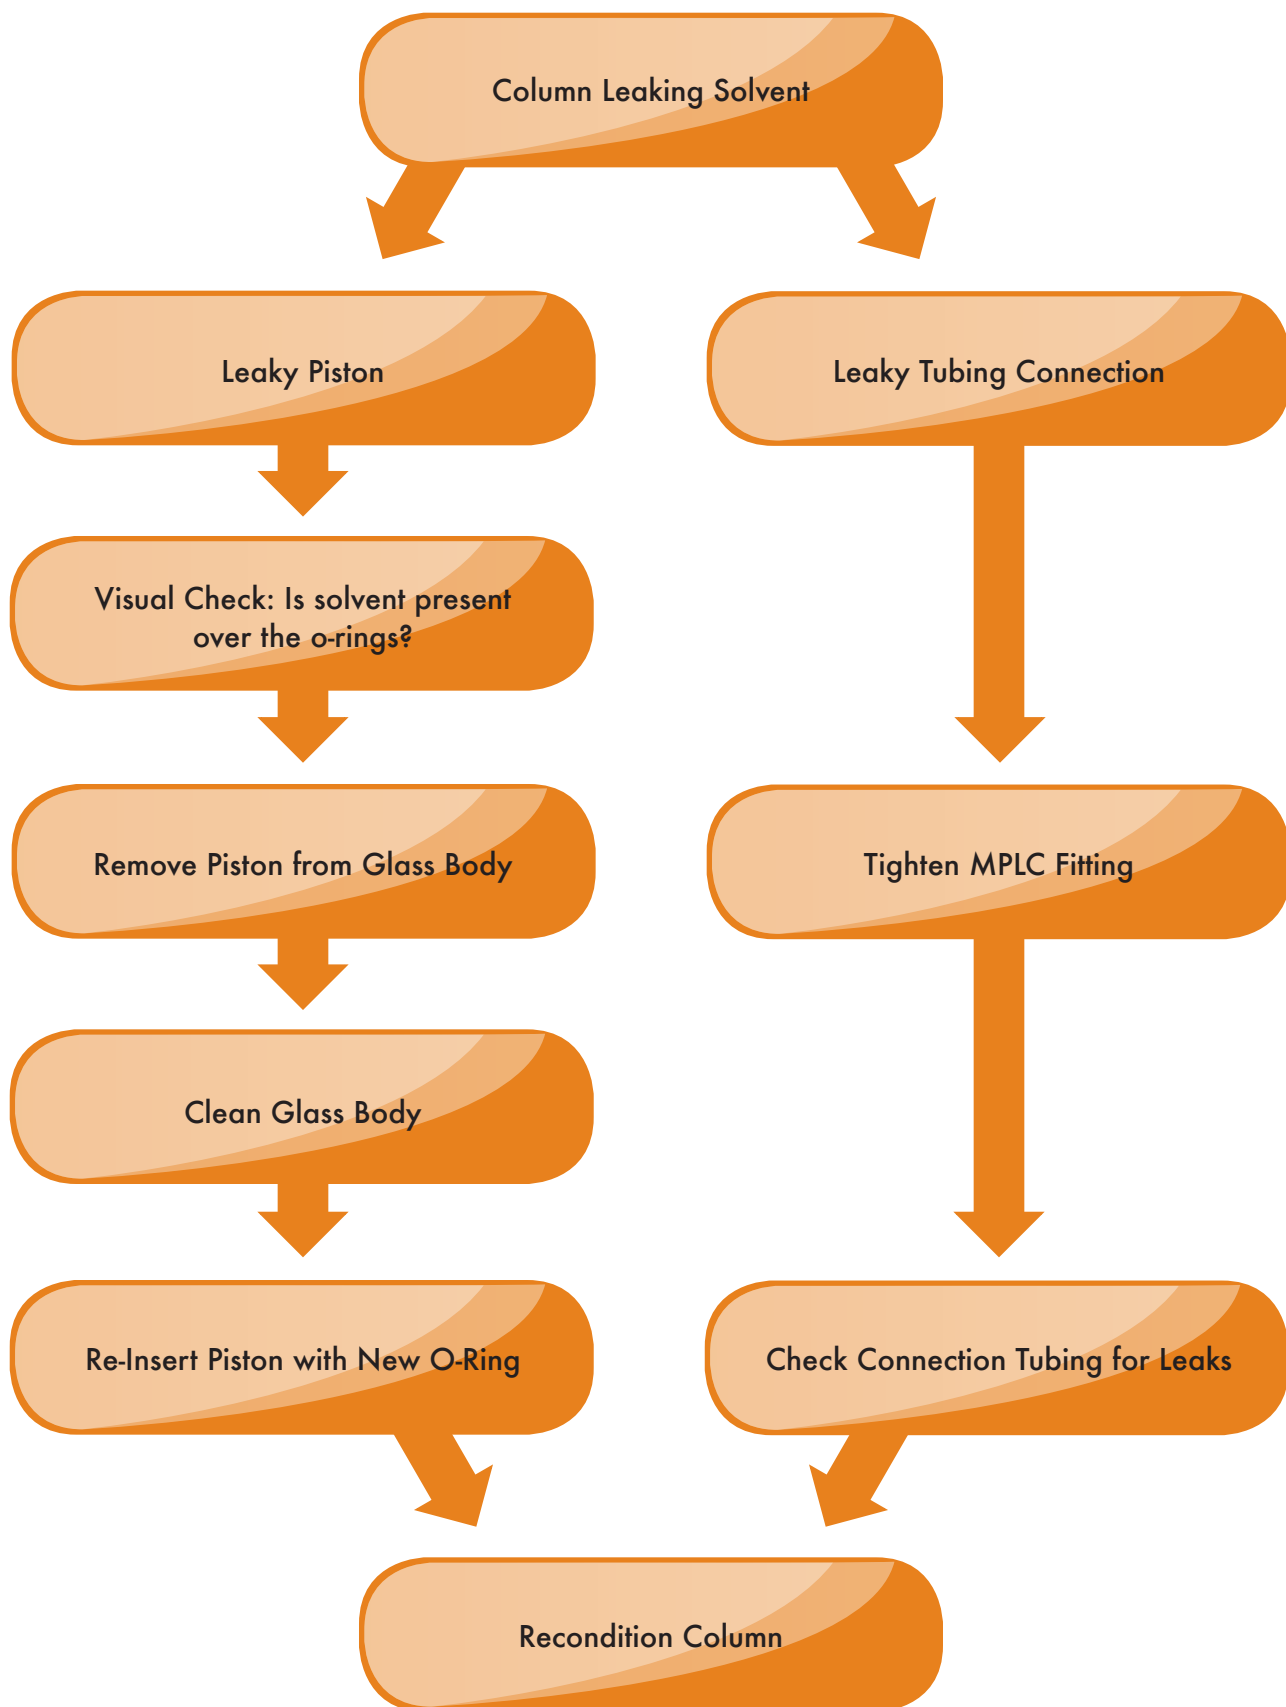 Column Leaking Solvent
Leaky Piston
Leaky Tubing Connection
Visual Check: Is solvent present
over the o-rings?
Remove Piston from Glass Body
Tighten MPLC Fitting
Clean Glass Body
Re-Insert Piston with New O-Ring
Check Connection Tubing for Leaks
Recondition Column